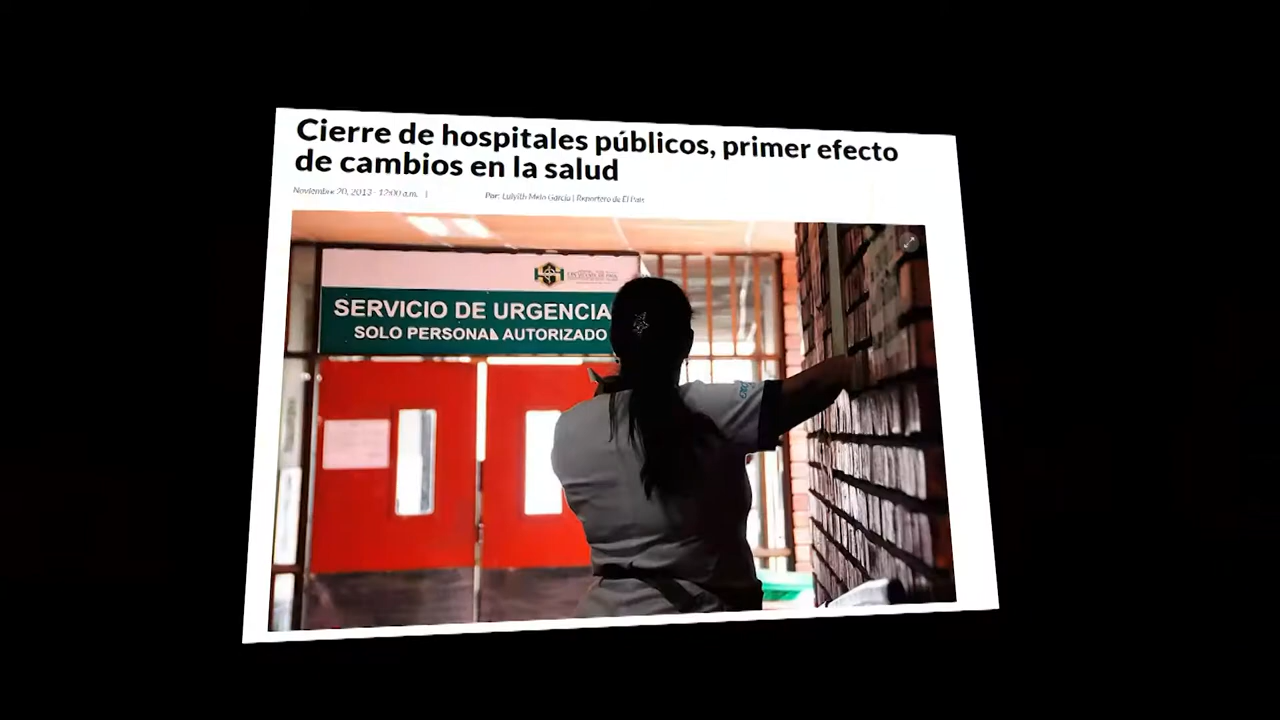 Cierre de hospitales públicos, primer efecto
de cambios en la salud
Noviembre 20, 2013 - 12:00 a.m. |
Por: Lulyith Melo García | Reportero de El País
SERVICIO DE URGENCIA
SOLO PERSONAL AUTORIZADO